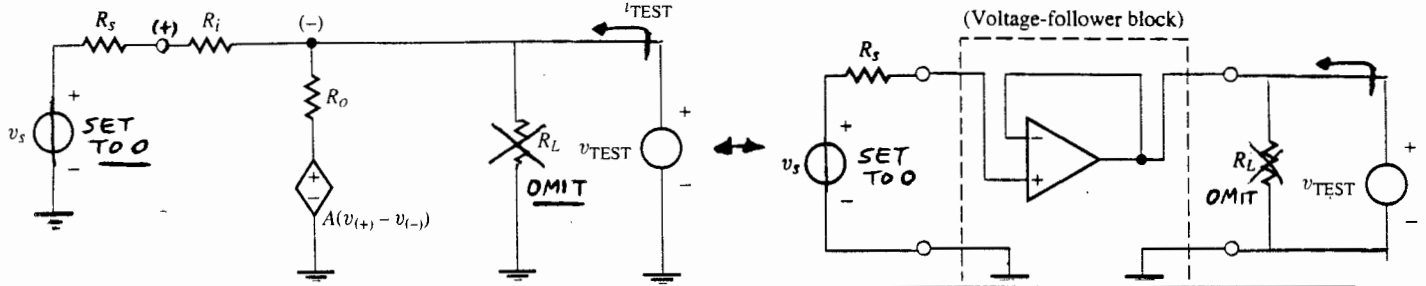 R_s
(+)
R_i
(−)
i_TEST
R_o
v_s
+
−
SET
TO 0
+
−
A(v_(+) − v_(−))
R_L
OMIT
v_TEST
+
−
(Voltage-follower block)
R_s
v_s
+
−
SET
TO 0
−
+
R_L
OMIT
v_TEST
+
−